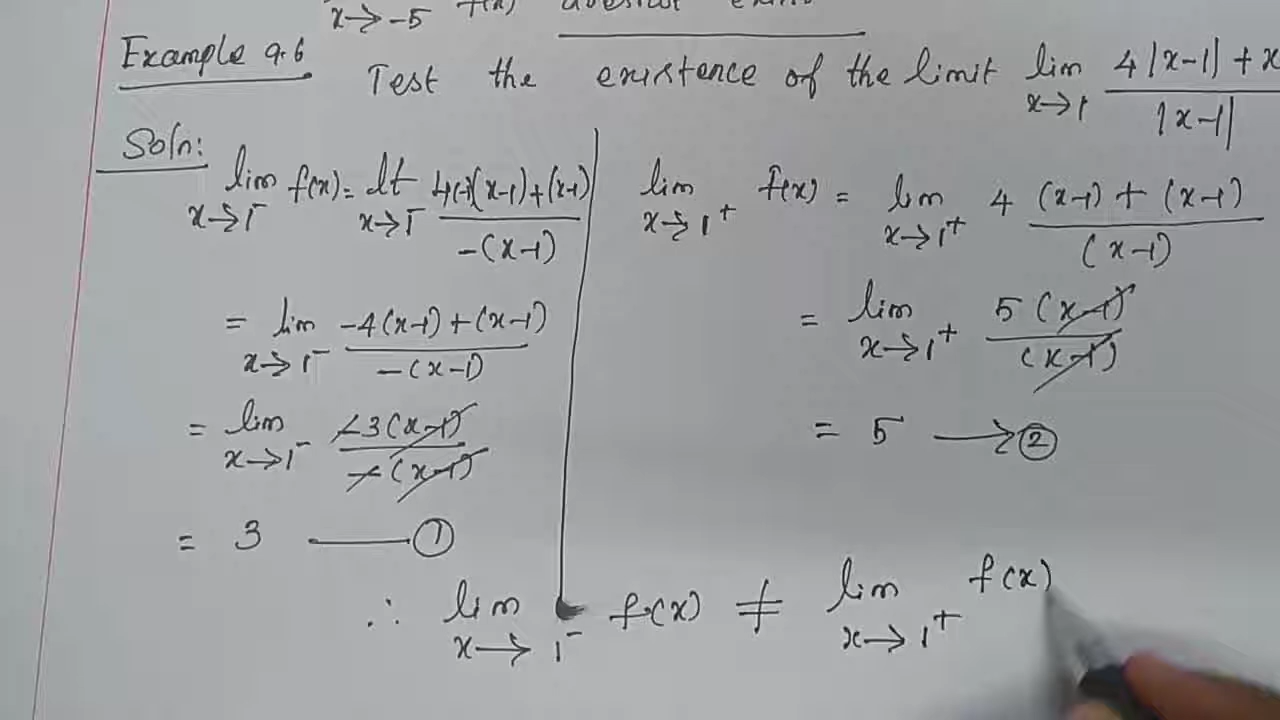 x→-5 f(x)
Example 9.6 Test the existence of the limit lim x→1 4|x-1|+x / |x-1|
Soln:
lim x→1⁻ f(x) = lt x→1⁻ 4(-)(x-1)+(x-1) / -(x-1)
= lim x→1⁻ -4(x-1)+(x-1) / -(x-1)
= lim x→1⁻ -3(x-1) / -(x-1)
= 3 —— ①
lim x→1⁺ f(x) = lim x→1⁺ 4 (x-1)+(x-1) / (x-1)
= lim x→1⁺ 5(x-1) / (x-1)
= 5 → ②
∴ lim x→1⁻ f(x) ≠ lim x→1⁺ f(x)